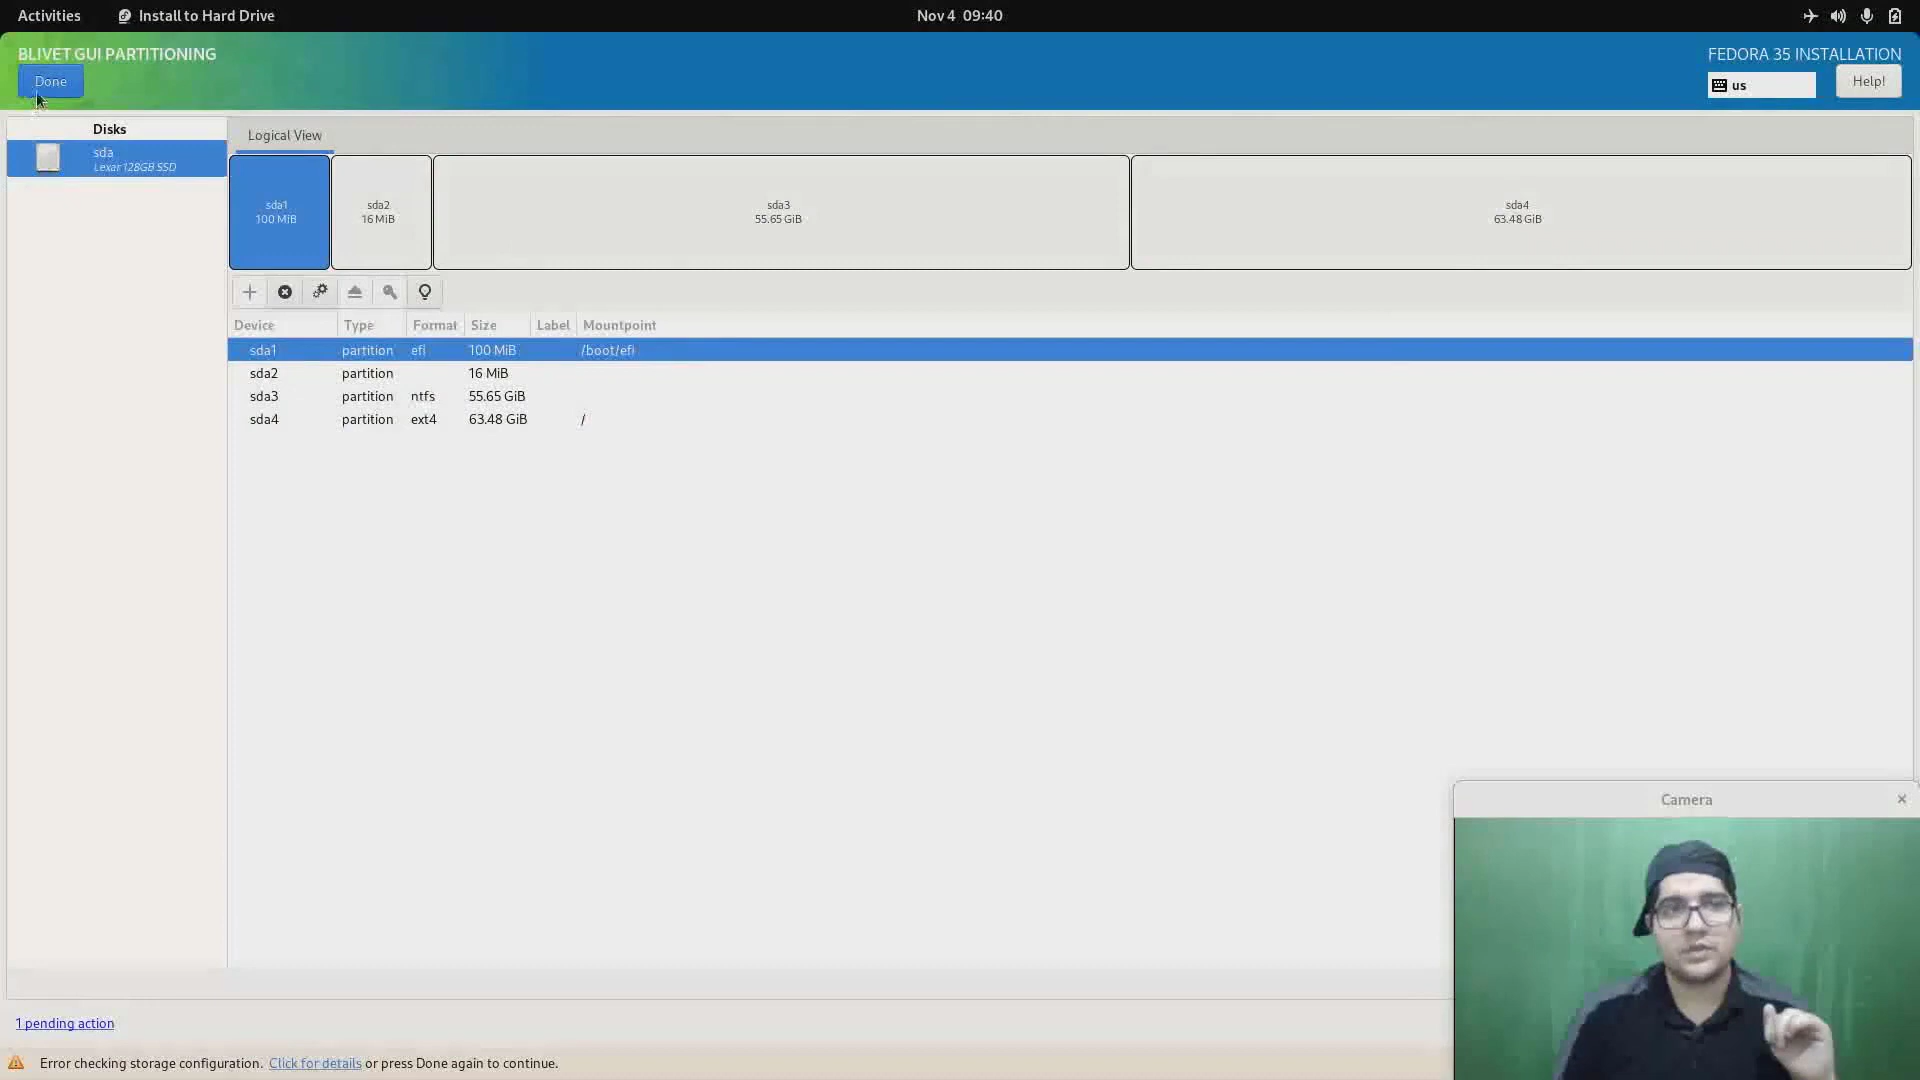 Activities Install to Hard Drive Nov 4 09:40
BLIVET GUI PARTITIONING FEDORA 35 INSTALLATION
Done us Help!
Disks
sda
Lexar 128GB SSD
Logical View
sda1
100 MiB
sda2
16 MiB
sda3
55.65 GiB
sda4
63.48 GiB
Device Type Format Size Label Mountpoint
sda1 partition efi 100 MiB /boot/efi
sda2 partition 16 MiB
sda3 partition ntfs 55.65 GiB
sda4 partition ext4 63.48 GiB /
Camera
1 pending action
Error checking storage configuration. Click for details or press Done again to continue.